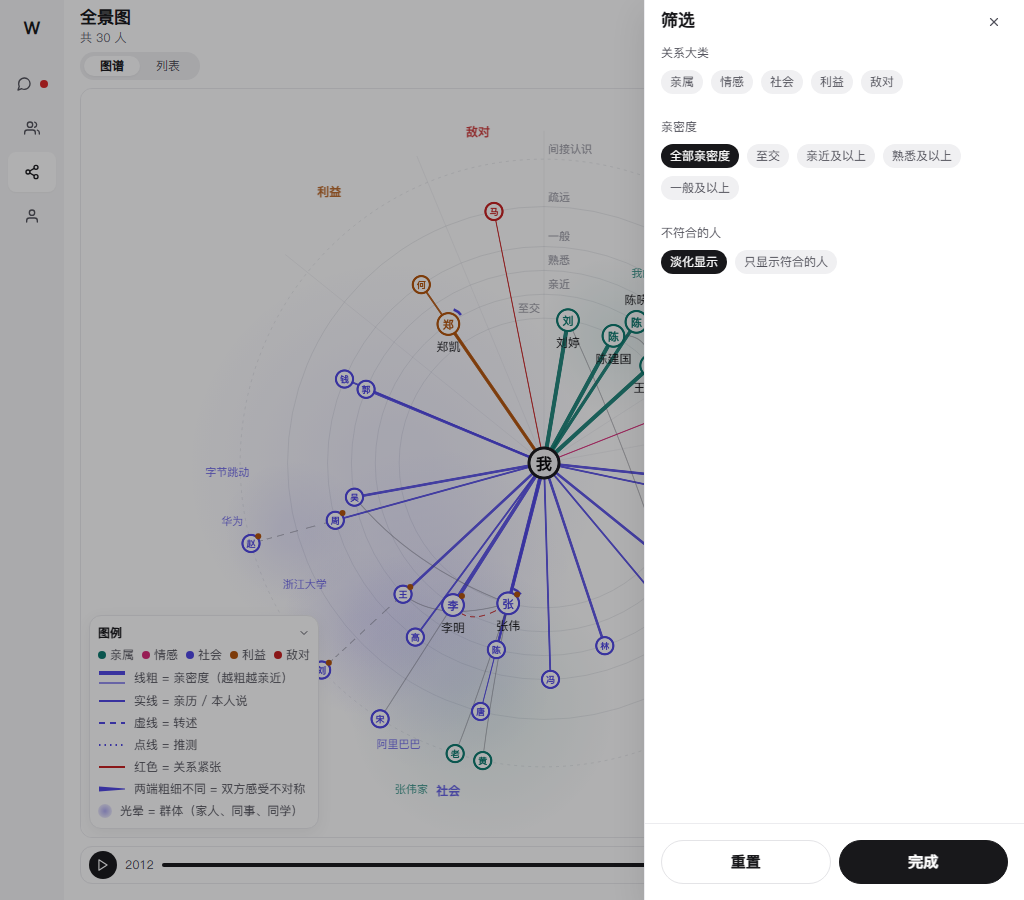 W
全景图
共 30 人
图谱
列表
敌对
利益
间接认识
疏远
一般
熟悉
亲近
至交
马
何
郑
郑凯
刘
刘婷
陈
陈建国
陈
钱
郭
我
吴
周
赵
字节跳动
华为
浙江大学
王
李
李明
张
张伟
高
陈
林
冯
唐
宋
老
黄
阿里巴巴
张伟家
社会
图例
亲属 情感 社会 利益 敌对
线粗 = 亲密度（越粗越亲近）
实线 = 亲历 / 本人说
虚线 = 转述
点线 = 推测
红色 = 关系紧张
两端粗细不同 = 双方感受不对称
光晕 = 群体（家人、同事、同学）
2012
筛选
关系大类
亲属 情感 社会 利益 敌对
亲密度
全部亲密度 至交 亲近及以上 熟悉及以上
一般及以上
不符合的人
淡化显示 只显示符合的人
重置
完成